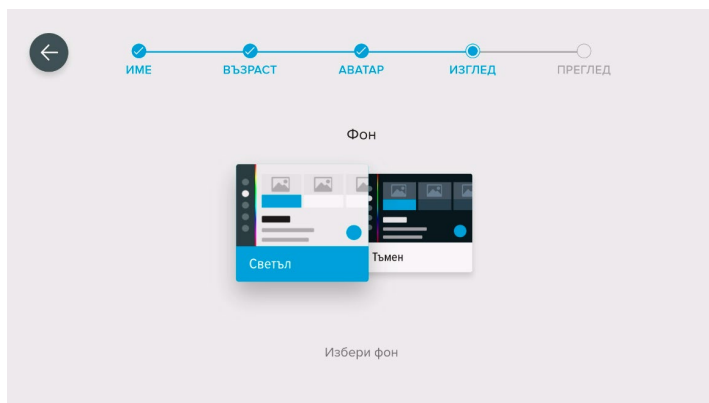 ИМЕ ВЪЗРАСТ АВАТАР ИЗГЛЕД ПРЕГЛЕД
Фон
Светъл
Тъмен
Избери фон